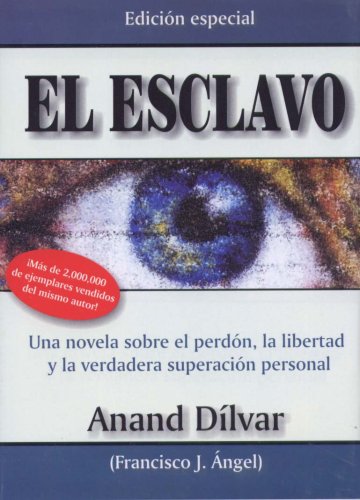 Edición especial
EL ESCLAVO
¡Más de 2,000,000
de ejemplares vendidos
del mismo autor!
Una novela sobre el perdón, la libertad
y la verdadera superación personal
Anand Dílvar
(Francisco J. Ángel)